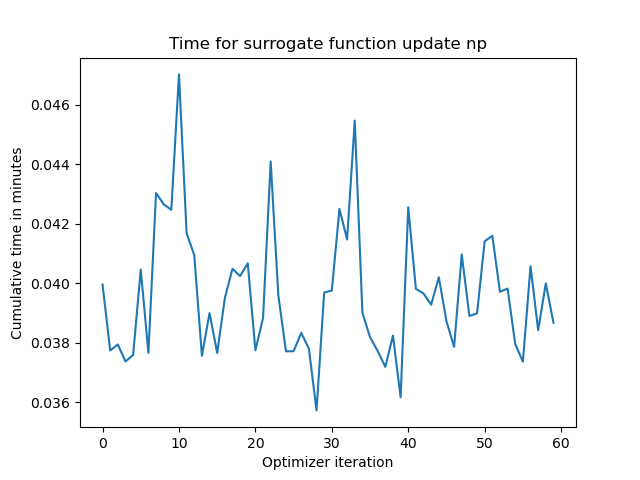 Time for surrogate function update np
Cumulative time in minutes
0.046
0.044
0.042
0.040
0.038
0.036
0 10 20 30 40 50 60
Optimizer iteration